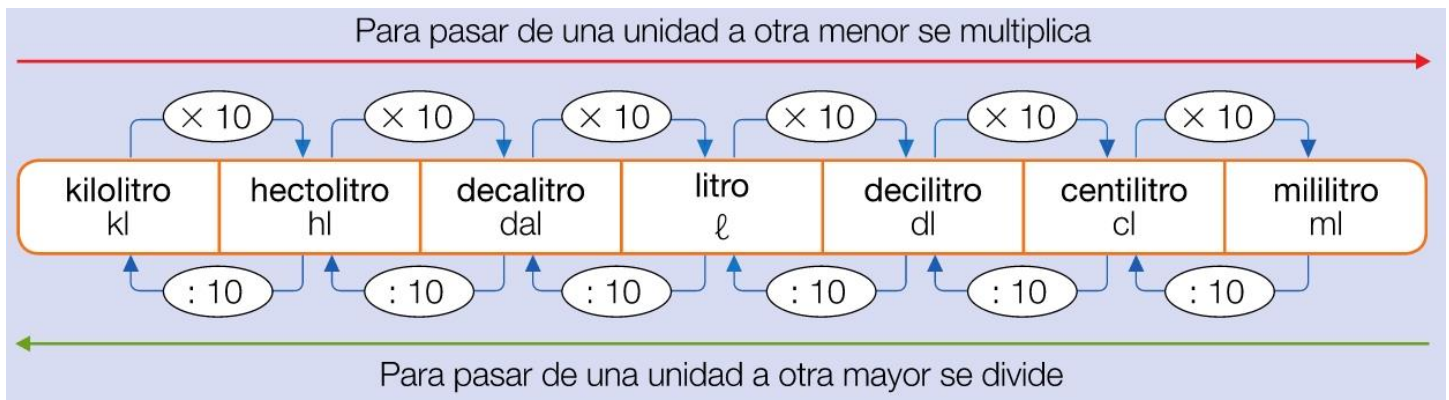 Para pasar de una unidad a otra menor se multiplica
× 10 × 10 × 10 × 10 × 10 × 10
kilolitro hectolitro decalitro litro decilitro centilitro mililitro
kl hl dal ℓ dl cl ml
: 10 : 10 : 10 : 10 : 10 : 10
Para pasar de una unidad a otra mayor se divide